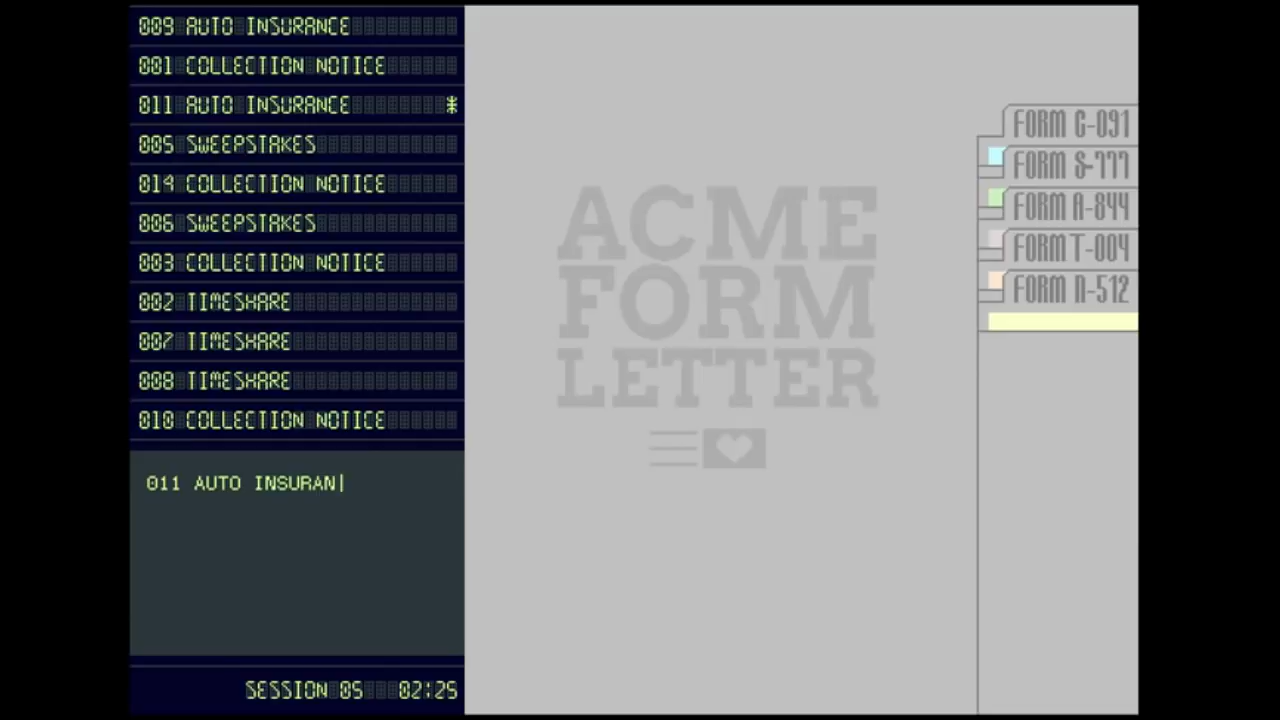 009 AUTO INSURANCE
001 COLLECTION NOTICE
011 AUTO INSURANCE *
005 SWEEPSTAKES
014 COLLECTION NOTICE
006 SWEEPSTAKES
003 COLLECTION NOTICE
002 TIMESHARE
007 TIMESHARE
008 TIMESHARE
010 COLLECTION NOTICE
011 AUTO INSURAN|
SESSION 05 02:25
ACME
FORM
LETTER
FORM G-091
FORM S-777
FORM A-844
FORM T-004
FORM N-512